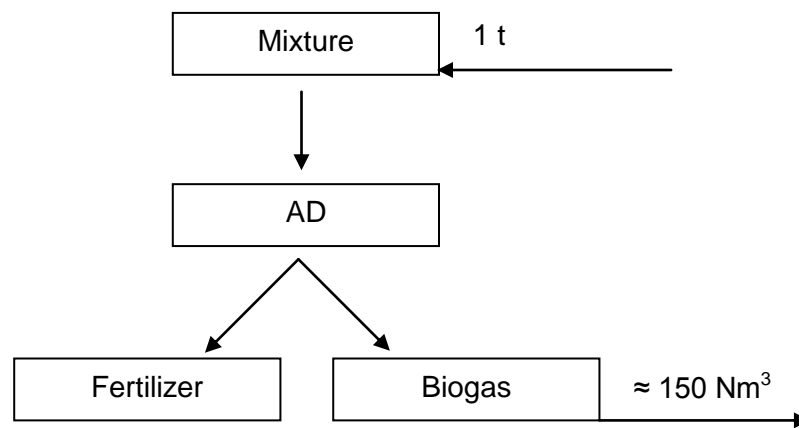 Mixture
1 t
AD
Fertilizer
Biogas
≈ 150 Nm³